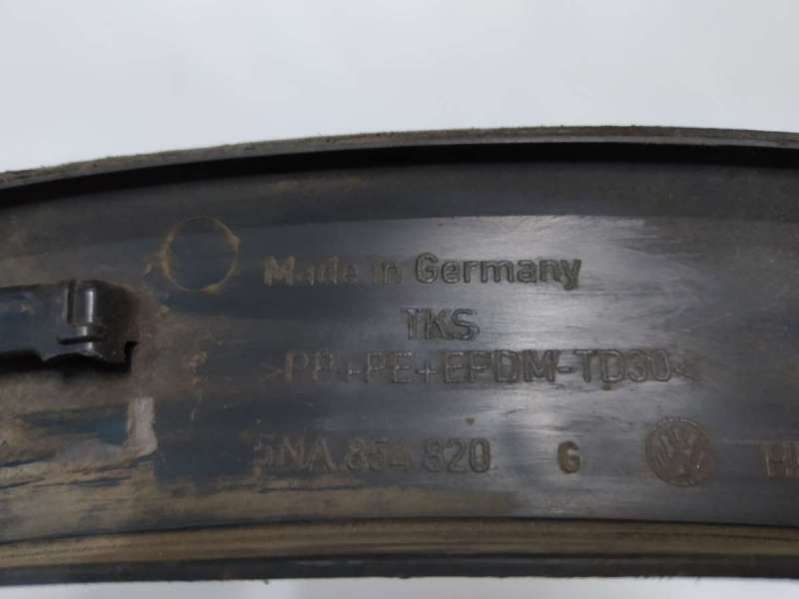 Made in Germany
TKS
>PP+PE+EPDM-TD30<
5NA 854 820 G